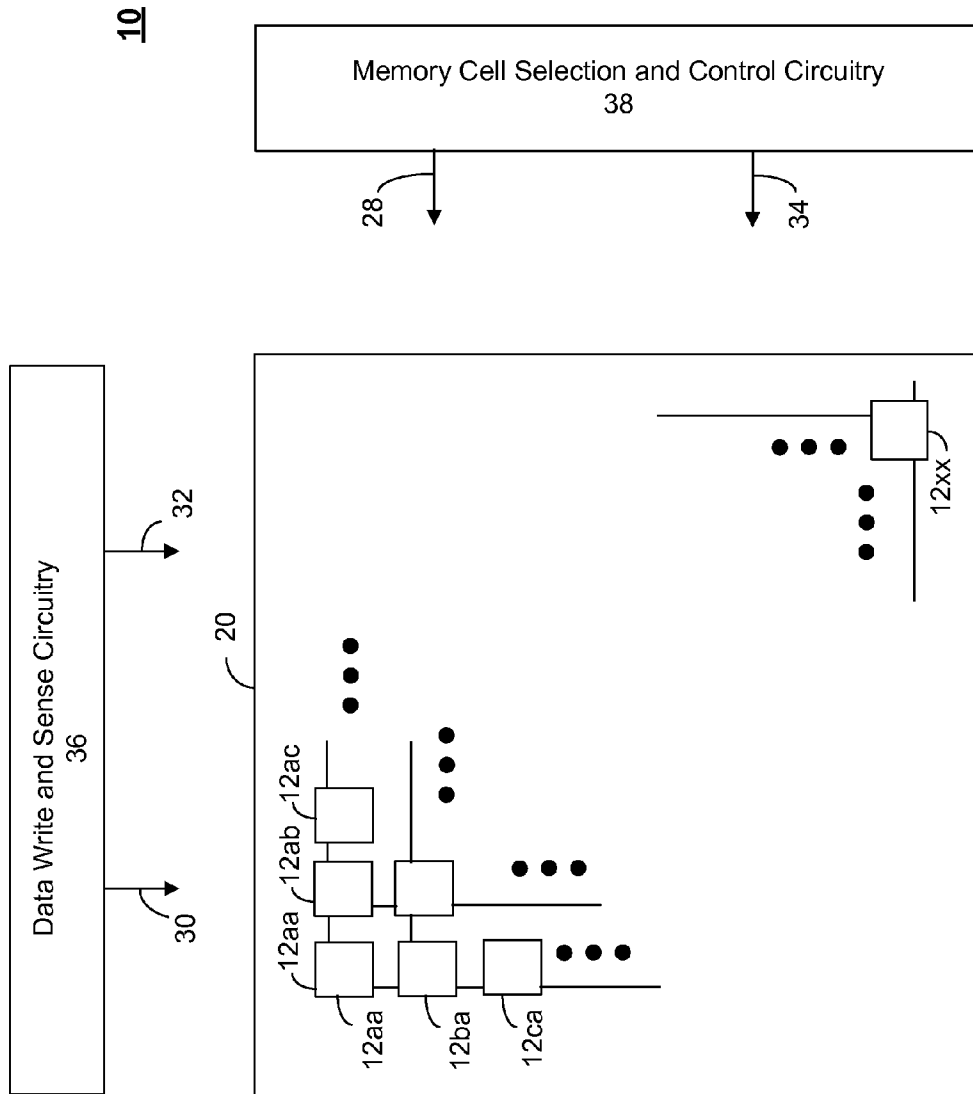 10
Memory Cell Selection and Control Circuitry
38
28
34
Data Write and Sense Circuitry
36
30
32
20
12aa
12ab
12ac
12aa
12ba
12ca
12xx